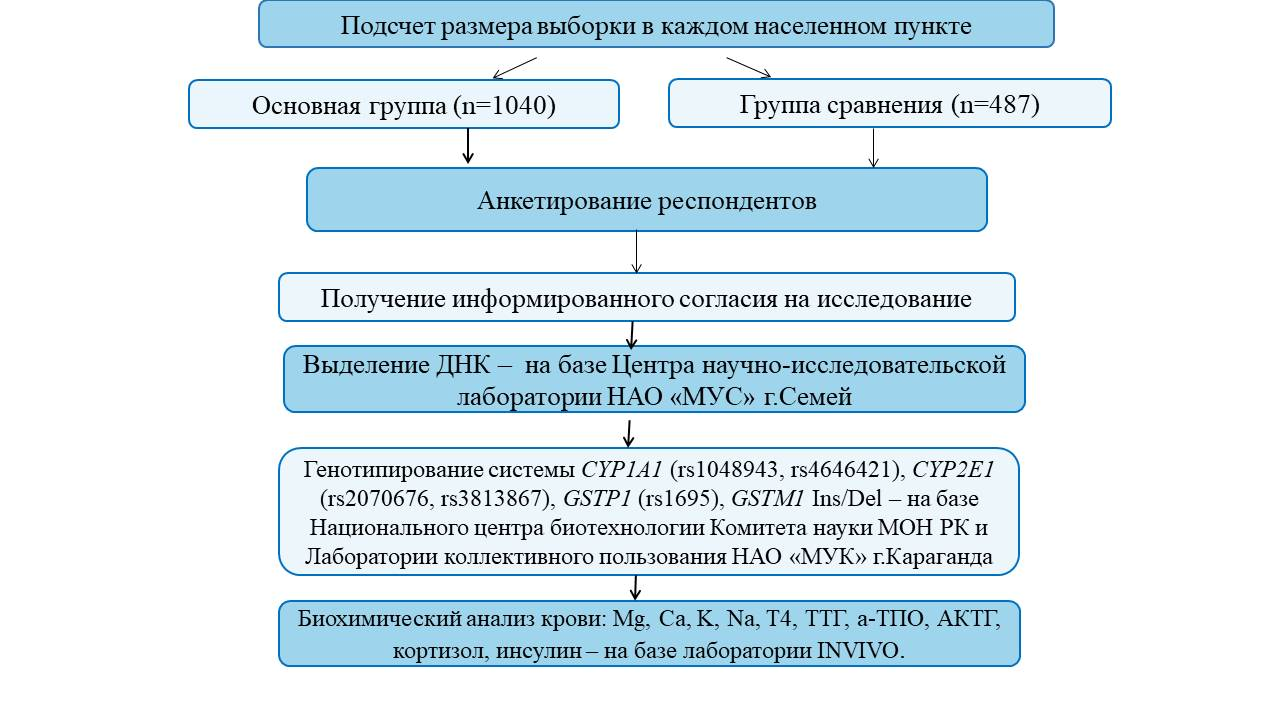 Подсчет размера выборки в каждом населенном пункте
Основная группа (n=1040)
Группа сравнения (n=487)
Анкетирование респондентов
Получение информированного согласия на исследование
Выделение ДНК – на базе Центра научно-исследовательской
лаборатории НАО «МУС» г.Семей
Генотипирование системы CYP1A1 (rs1048943, rs4646421), CYP2E1
(rs2070676, rs3813867), GSTP1 (rs1695), GSTM1 Ins/Del – на базе
Национального центра биотехнологии Комитета науки МОН РК и
Лаборатории коллективного пользования НАО «МУК» г.Караганда
Биохимический анализ крови: Mg, Ca, K, Na, T4, ТТГ, а-ТПО, АКТГ,
кортизол, инсулин – на базе лаборатории INVIVO.